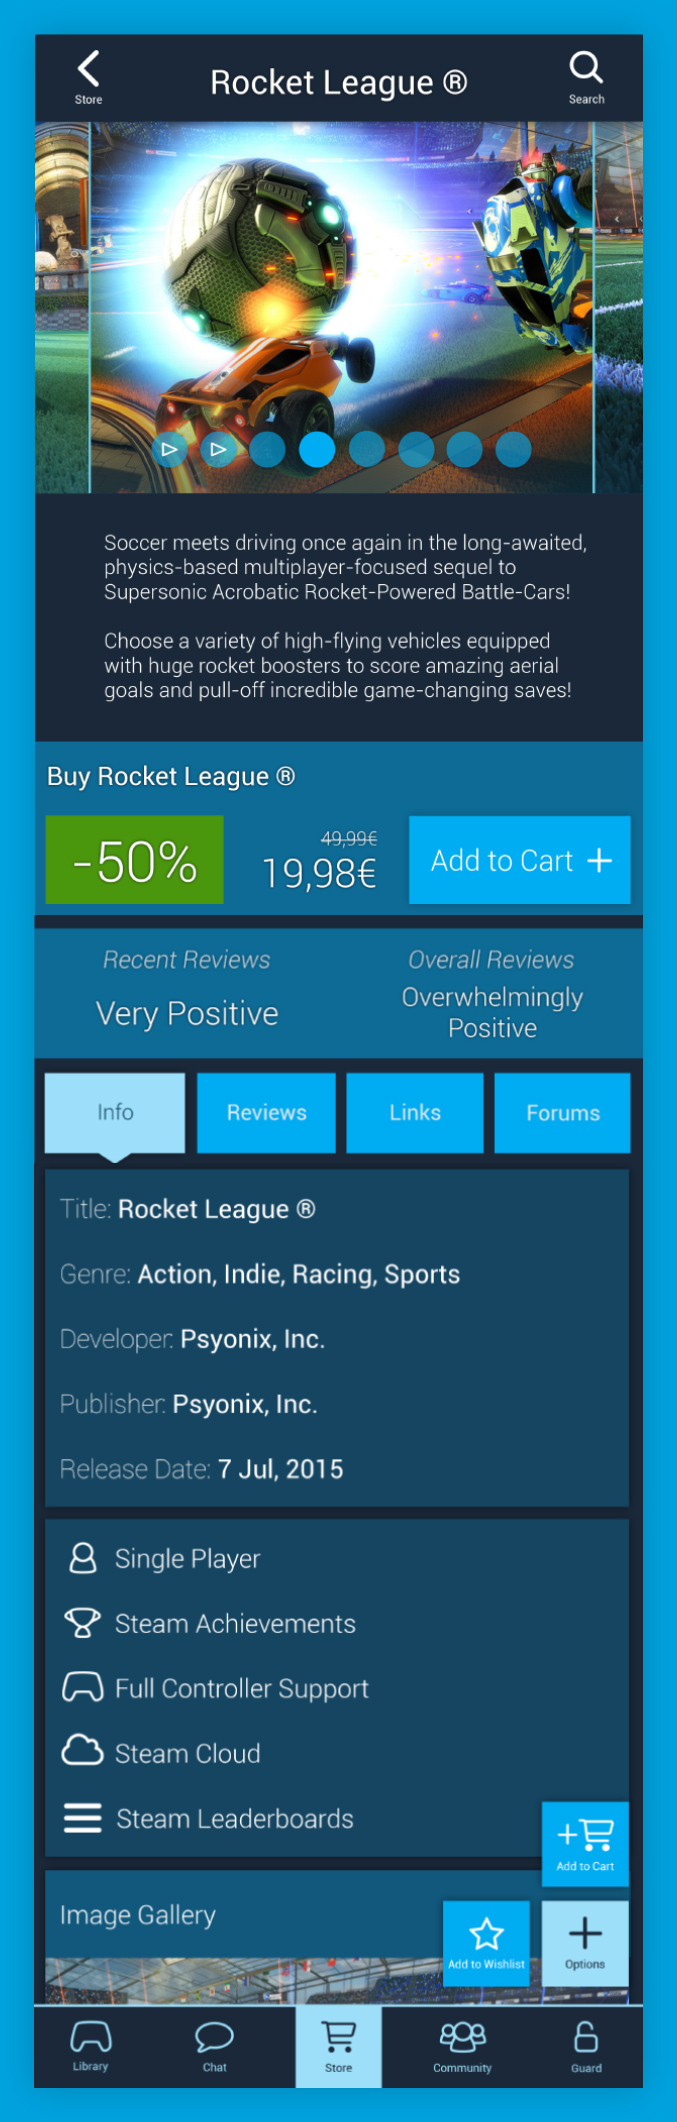 Store
Rocket League ®
Search
Soccer meets driving once again in the long-awaited,
physics-based multiplayer-focused sequel to
Supersonic Acrobatic Rocket-Powered Battle-Cars!
Choose a variety of high-flying vehicles equipped
with huge rocket boosters to score amazing aerial
goals and pull-off incredible game-changing saves!
Buy Rocket League ®
-50%
49,99€
19,98€
Add to Cart +
Recent Reviews
Very Positive
Overall Reviews
Overwhelmingly
Positive
Info
Reviews
Links
Forums
Title: Rocket League ®
Genre: Action, Indie, Racing, Sports
Developer: Psyonix, Inc.
Publisher: Psyonix, Inc.
Release Date: 7 Jul, 2015
Single Player
Steam Achievements
Full Controller Support
Steam Cloud
Steam Leaderboards
Add to Cart
Image Gallery
Add to Wishlist
Options
Library
Chat
Store
Community
Guard